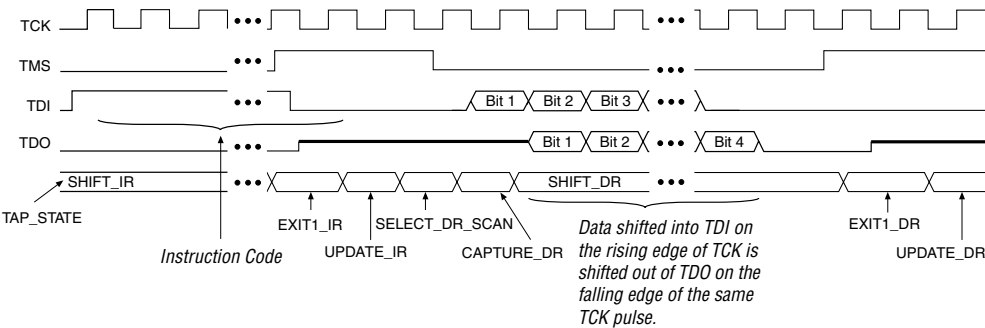 TCK
TMS
TDI
Bit 1 Bit 2 Bit 3
TDO
Bit 1 Bit 2 Bit 4
SHIFT_IR SHIFT_DR
TAP_STATE
EXIT1_IR
SELECT_DR_SCAN
EXIT1_DR
Instruction Code
UPDATE_IR
CAPTURE_DR
UPDATE_DR
Data shifted into TDI on
the rising edge of TCK is
shifted out of TDO on the
falling edge of the same
TCK pulse.